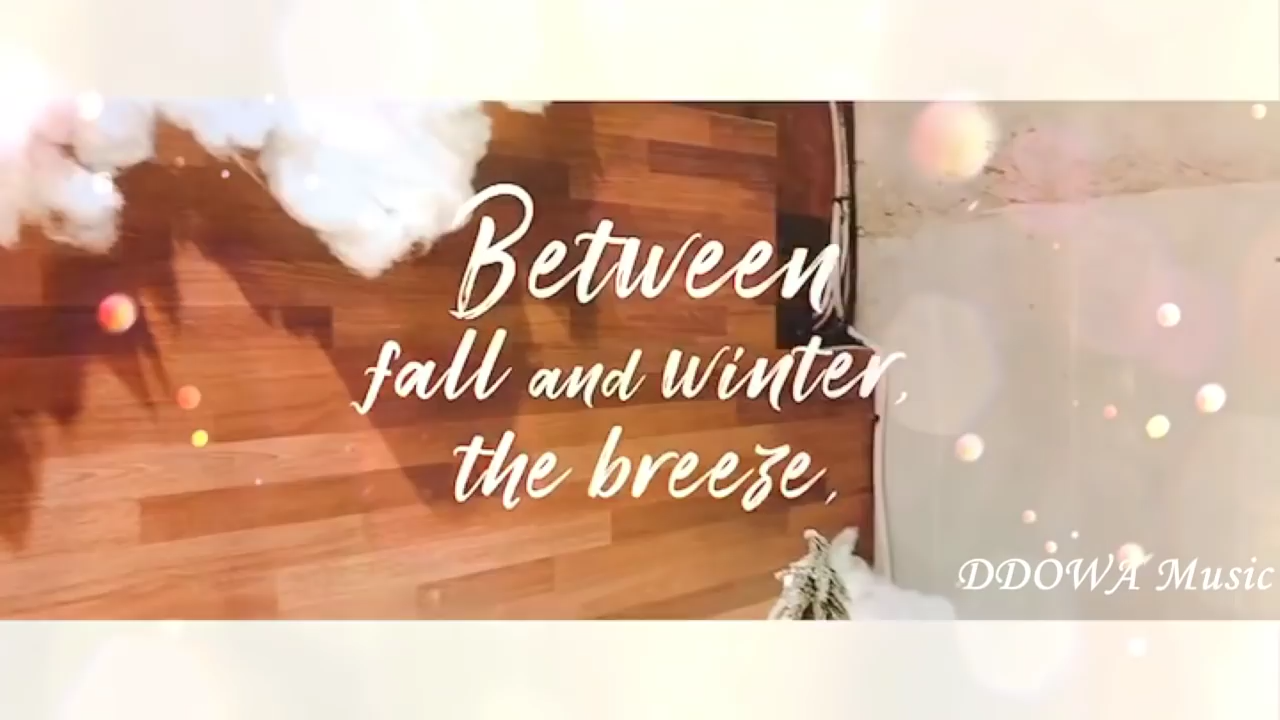 Between
fall and winter,
the breeze,
DDOWA Music